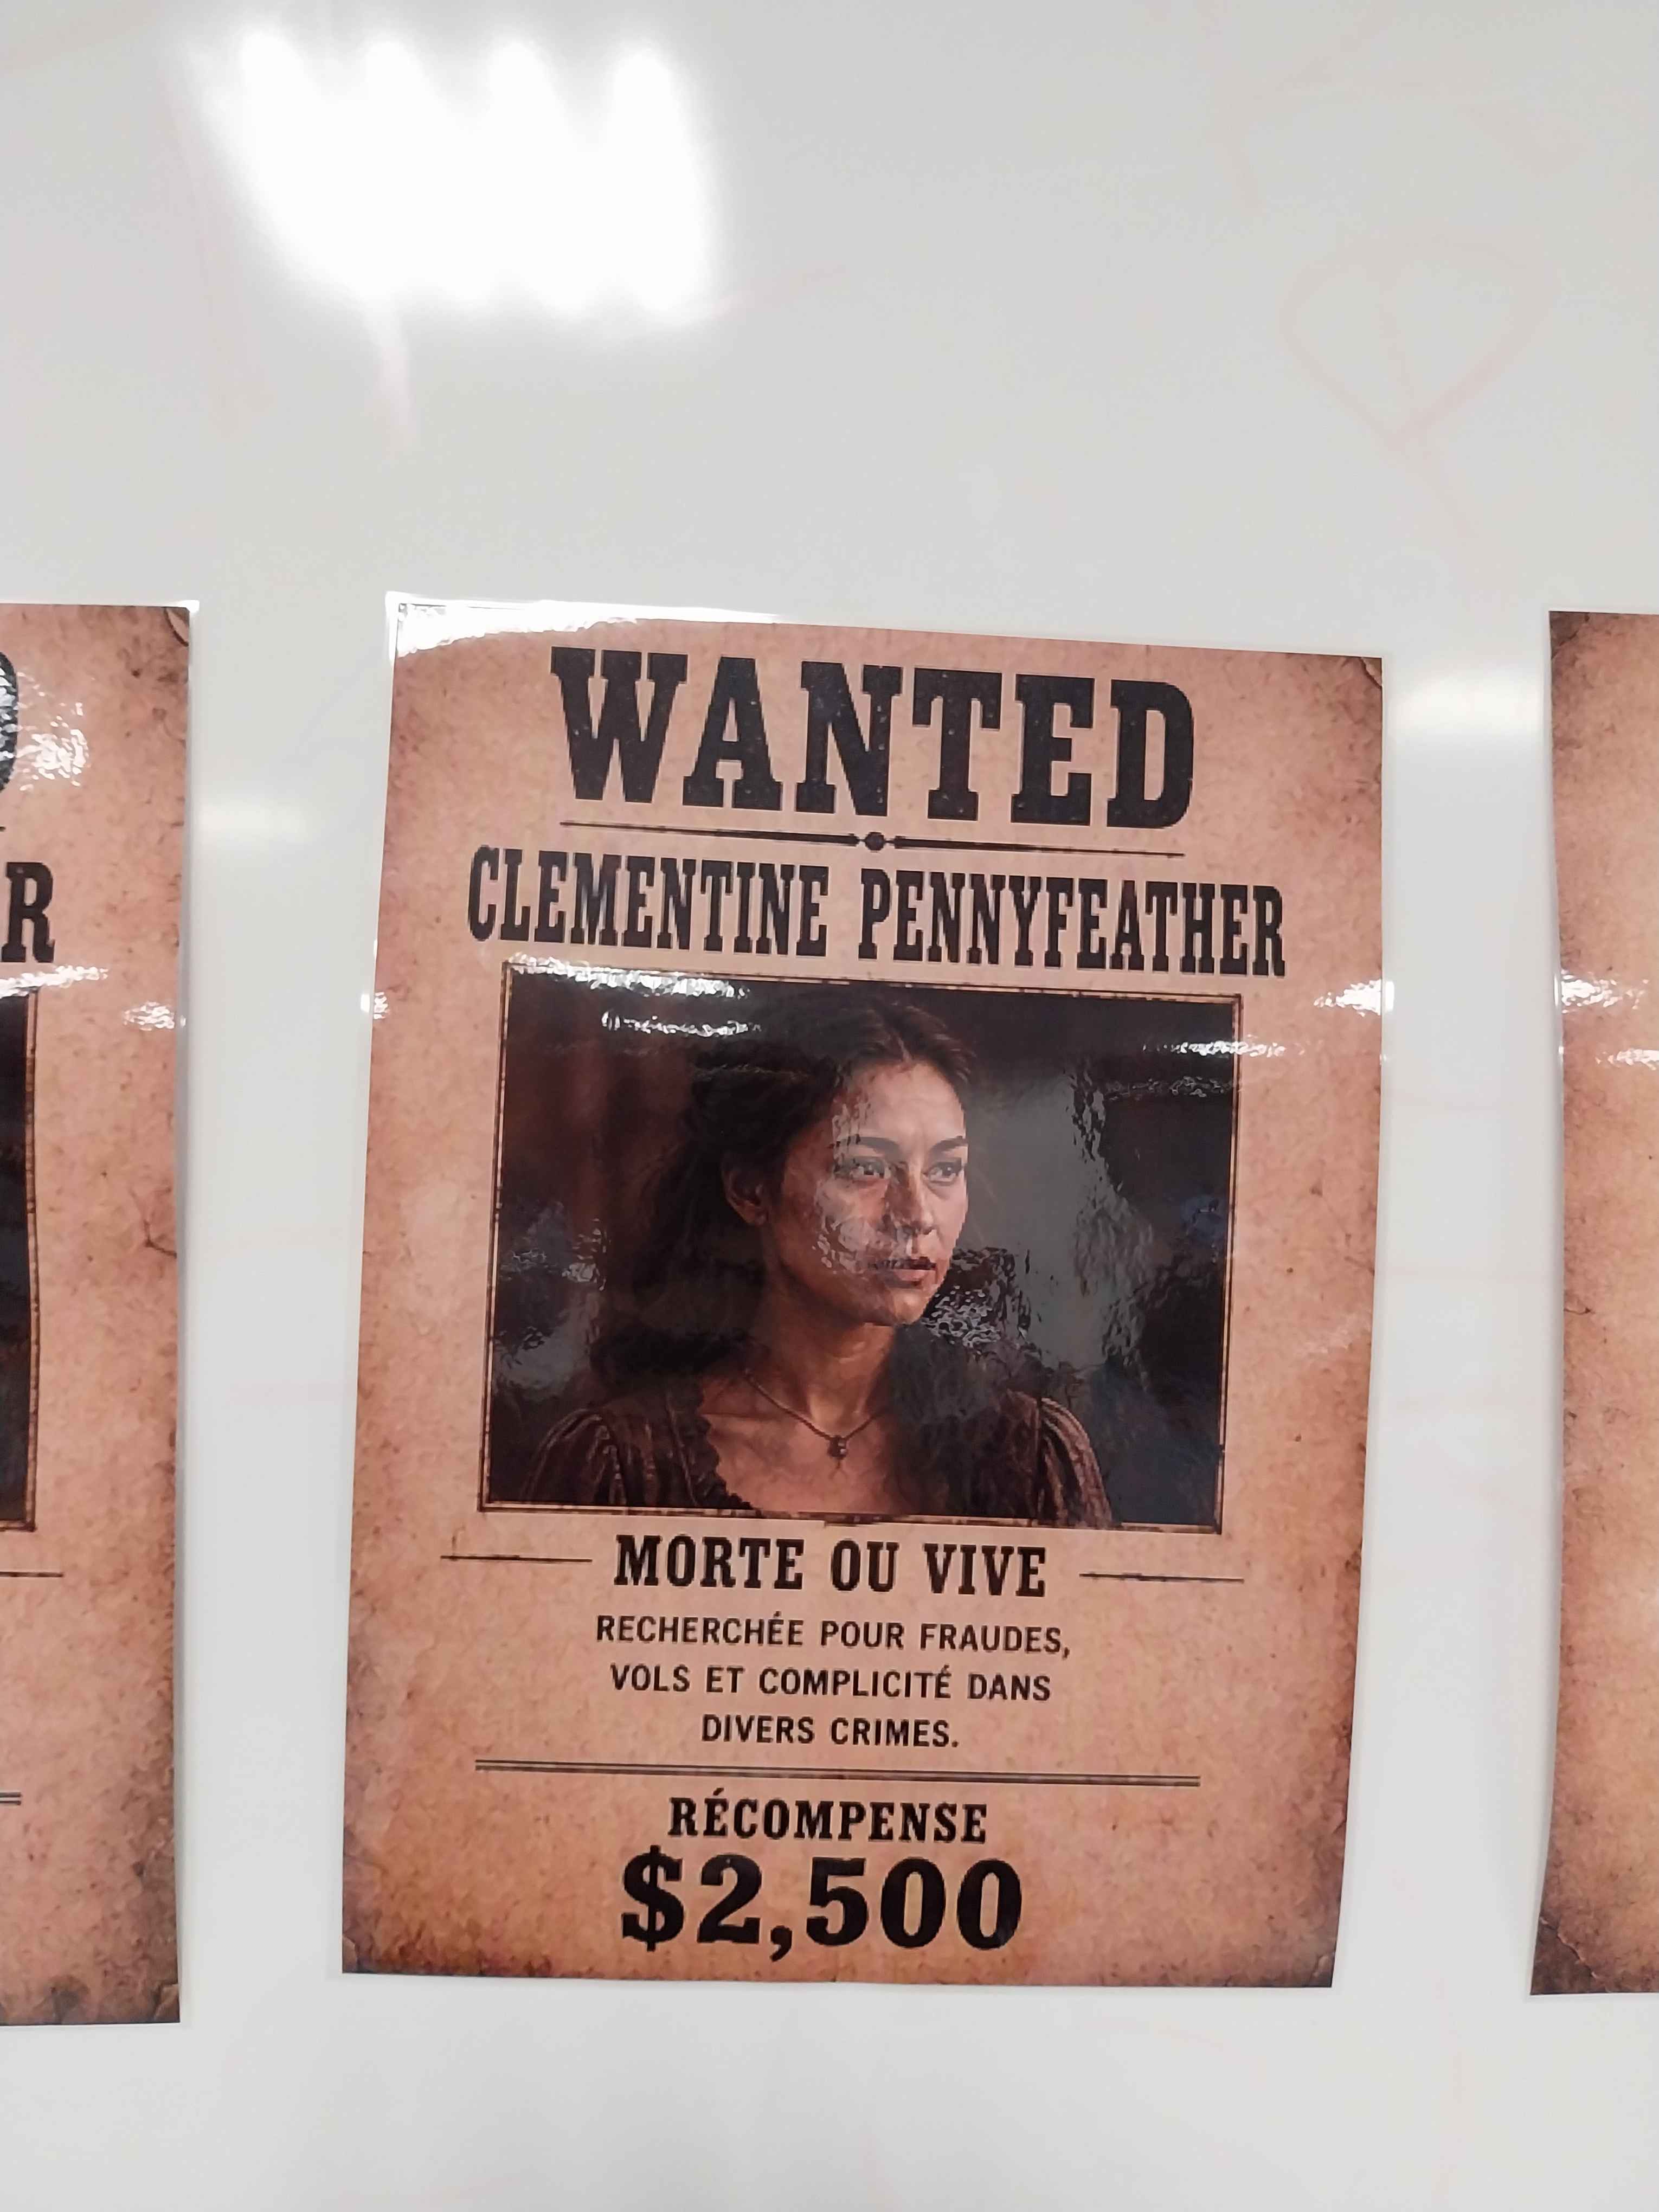 R
WANTED
CLEMENTINE PENNYFEATHER
MORTE OU VIVE
RECHERCHÉE POUR FRAUDES,
VOLS ET COMPLICITÉ DANS
DIVERS CRIMES.
RÉCOMPENSE
$2,500